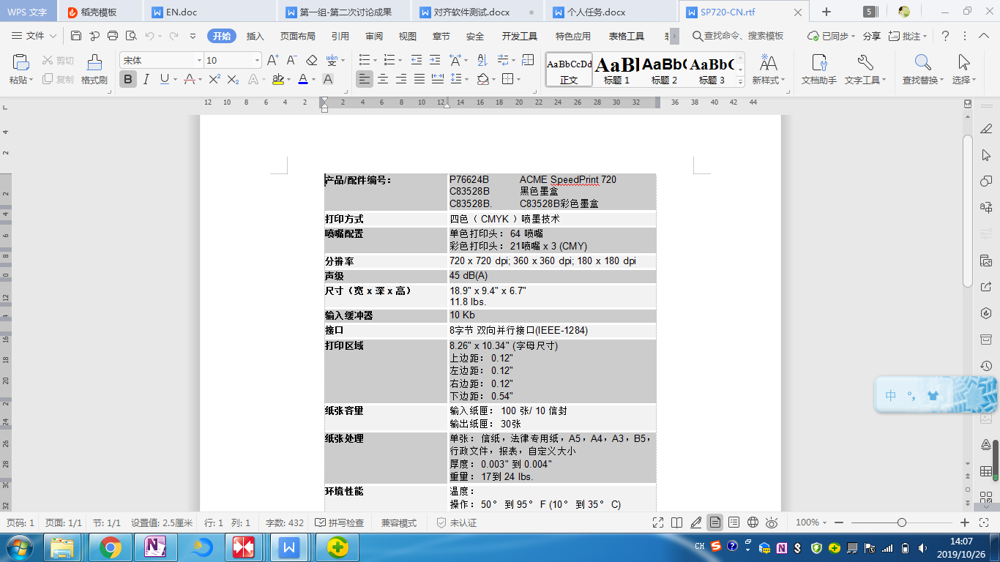 WPS 文字
稻壳模板
EN.doc
第一组-第二次讨论成果
对齐软件测试.docx
个人任务.docx
SP720-CN.rtf
5
文件
开始
插入
页面布局
引用
审阅
视图
章节
安全
开发工具
特色应用
表格工具
查找命令、搜索模板
已同步
分享
批注
粘贴
剪切
复制
格式刷
宋体
10
AaBbCcDd
正文
标题 1
标题 2
标题 3
新样式
文档助手
文字工具
查找替换
选择
12 10 8 6 4 2 2 4 6 8 10 12 14 16 18 20 22 24 26 28 30 32 36 38 40 42 44
产品/配件编号：
P76624B ACME SpeedPrint 720
C83528B 黑色墨盒
C83528B. C83528B彩色墨盒
打印方式
四色（ CMYK ）喷墨技术
喷嘴配置
单色打印头：64 喷嘴
彩色打印头：21喷嘴 x 3 (CMY)
分辨率
720 x 720 dpi; 360 x 360 dpi; 180 x 180 dpi
声级
45 dB(A)
尺寸（宽 x 深 x 高）
18.9" x 9.4" x 6.7"
11.8 lbs.
输入缓冲器
10 Kb
接口
8字节 双向并行接口(IEEE-1284)
打印区域
8.26" x 10.34" (字母尺寸)
上边距： 0.12"
左边距： 0.12"
右边距： 0.12"
下边距： 0.54"
纸张容量
输入纸匣： 100 张/ 10 信封
输出纸匣： 30张
纸张处理
单张： 信纸，法律专用纸，A5，A4，A3，B5，
行政文件，报表，自定义大小
厚度： 0.003" 到 0.004"
重量： 17到 24 lbs.
环境性能
温度：
操作： 50° 到 95° F (10° 到 35° C)
中
页码: 1
页面: 1/1
节: 1/1
设置值: 2.5厘米
行: 1
列: 1
字数: 432
拼写检查
兼容模式
未认证
100%
CH
14:07
2019/10/26